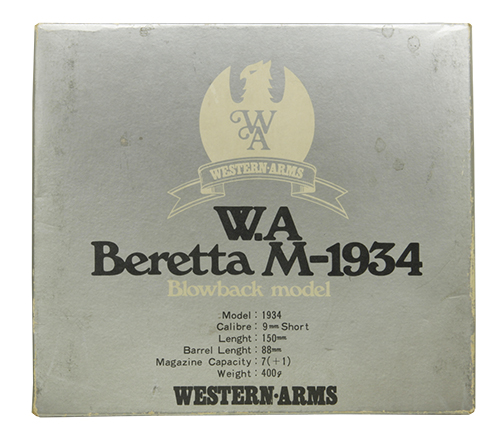 W
A
WESTERN·ARMS
W.A
Beretta M-1934
Blowback model
Model : 1934
Calibre : 9mm Short
Lenght : 150mm
Barrel Lenght : 88mm
Magazine Capacity : 7(+1)
Weight : 400g
WESTERN·ARMS